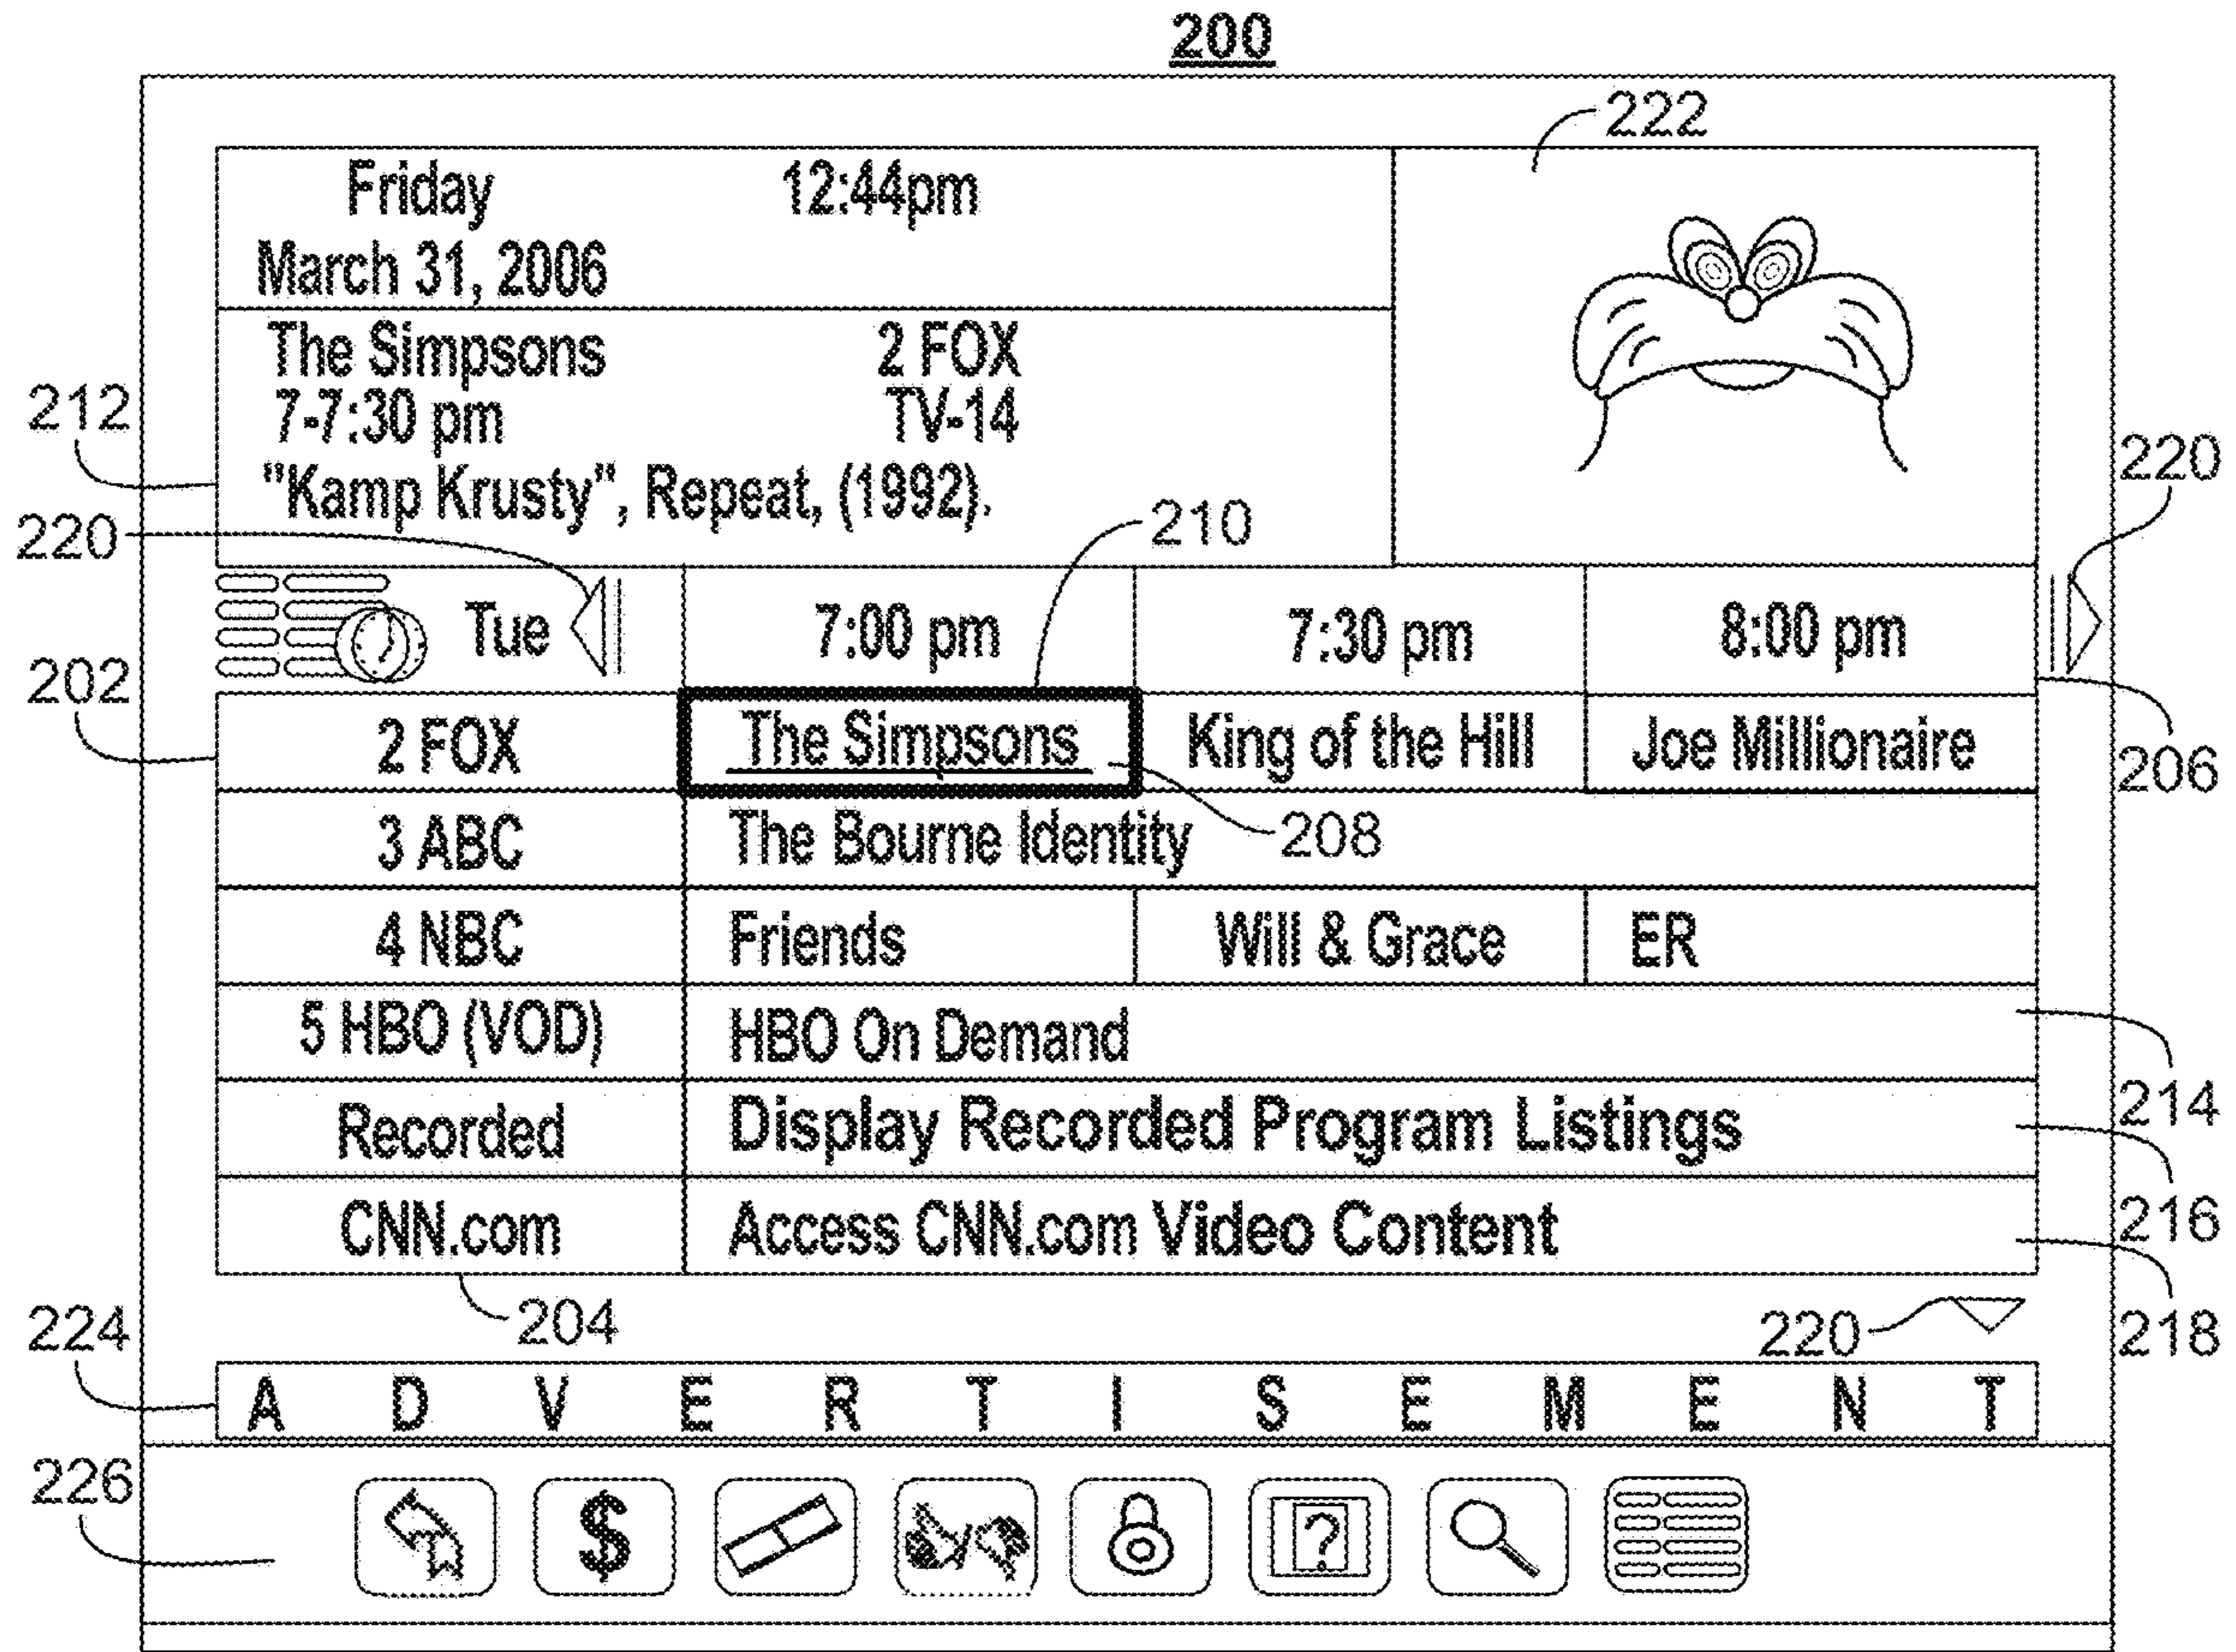 200
222
Friday 12:44pm
March 31, 2006
The Simpsons 2 FOX
212
7-7:30 pm TV-14
220
"Kamp Krusty", Repeat, (1992).
210
220
Tue 7:00 pm 7:30 pm 8:00 pm
202
2 FOX The Simpsons King of the Hill Joe Millionaire
206
3 ABC The Bourne Identity 208
4 NBC Friends Will & Grace ER
5 HBO (VOD) HBO On Demand
214
Recorded Display Recorded Program Listings
216
CNN.com Access CNN.com Video Content
204
224
220
218
A D V E R T I S E M E N T
226
$ ?